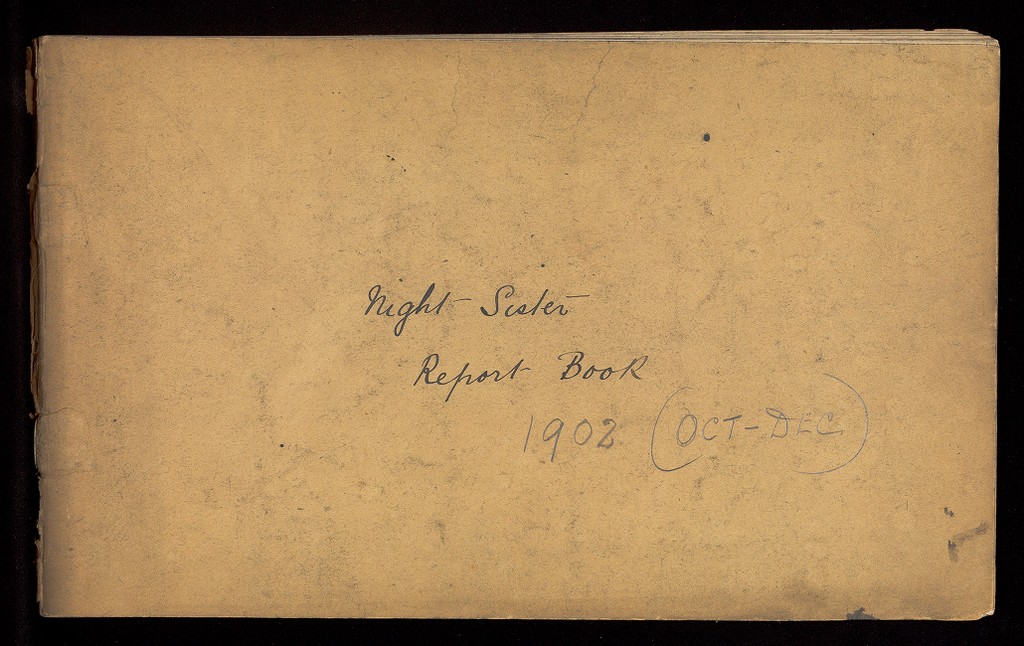 Night Sister
Report Book
1902 (OCT-DEC)